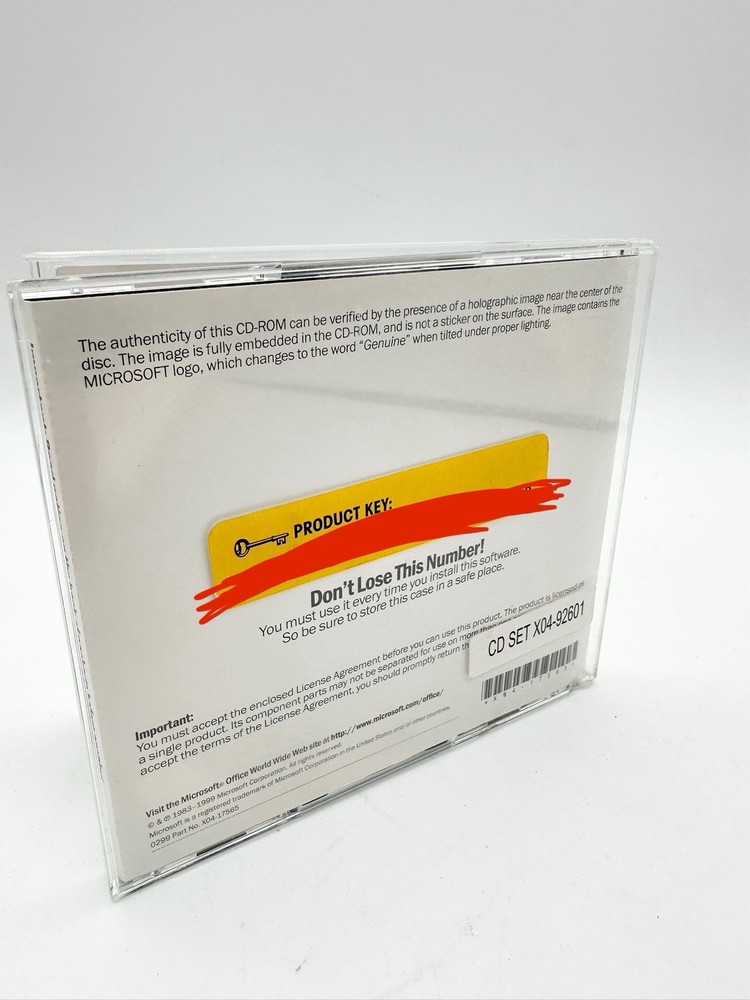 The authenticity of this CD-ROM can be verified by the presence of a holographic image near the center of the
disc. The image is fully embedded in the CD-ROM, and is not a sticker on the surface. The image contains the
MICROSOFT logo, which changes to the word “Genuine” when tilted under proper lighting.
PRODUCT KEY:
Don't Lose This Number!
You must use it every time you install this software.
So be sure to store this case in a safe place.
CD SET X04-92601
Important:
You must accept the enclosed License Agreement before you can use this product. The product is licensed as
a single product. Its component parts may not be separated for use on more than one
accept the terms of the License Agreement, you should promptly return the
Visit the Microsoft® Office World Wide Web site at http://www.microsoft.com/office/
© & ℗ 1983–1999 Microsoft Corporation. All rights reserved.
Microsoft is a registered trademark of Microsoft Corporation in the United States and/or other countries.
0299 Part No. X04-17565